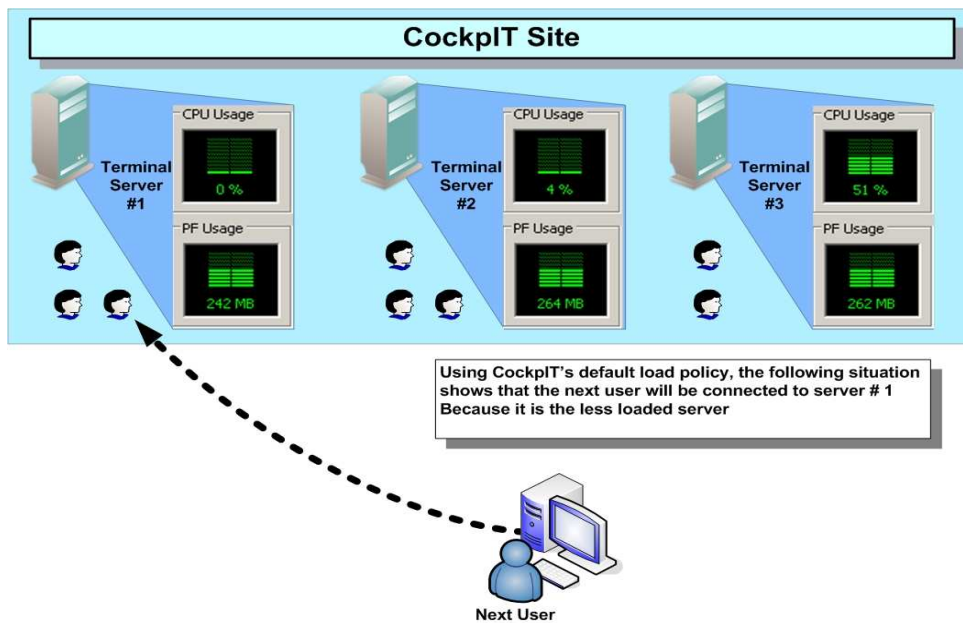 CockpIT Site
CPU Usage
0 %
Terminal
Server
#1
PF Usage
242 MB
CPU Usage
4 %
Terminal
Server
#2
PF Usage
264 MB
CPU Usage
51 %
Terminal
Server
#3
PF Usage
262 MB
Using CockpIT's default load policy, the following situation
shows that the next user will be connected to server # 1
Because it is the less loaded server
Next User